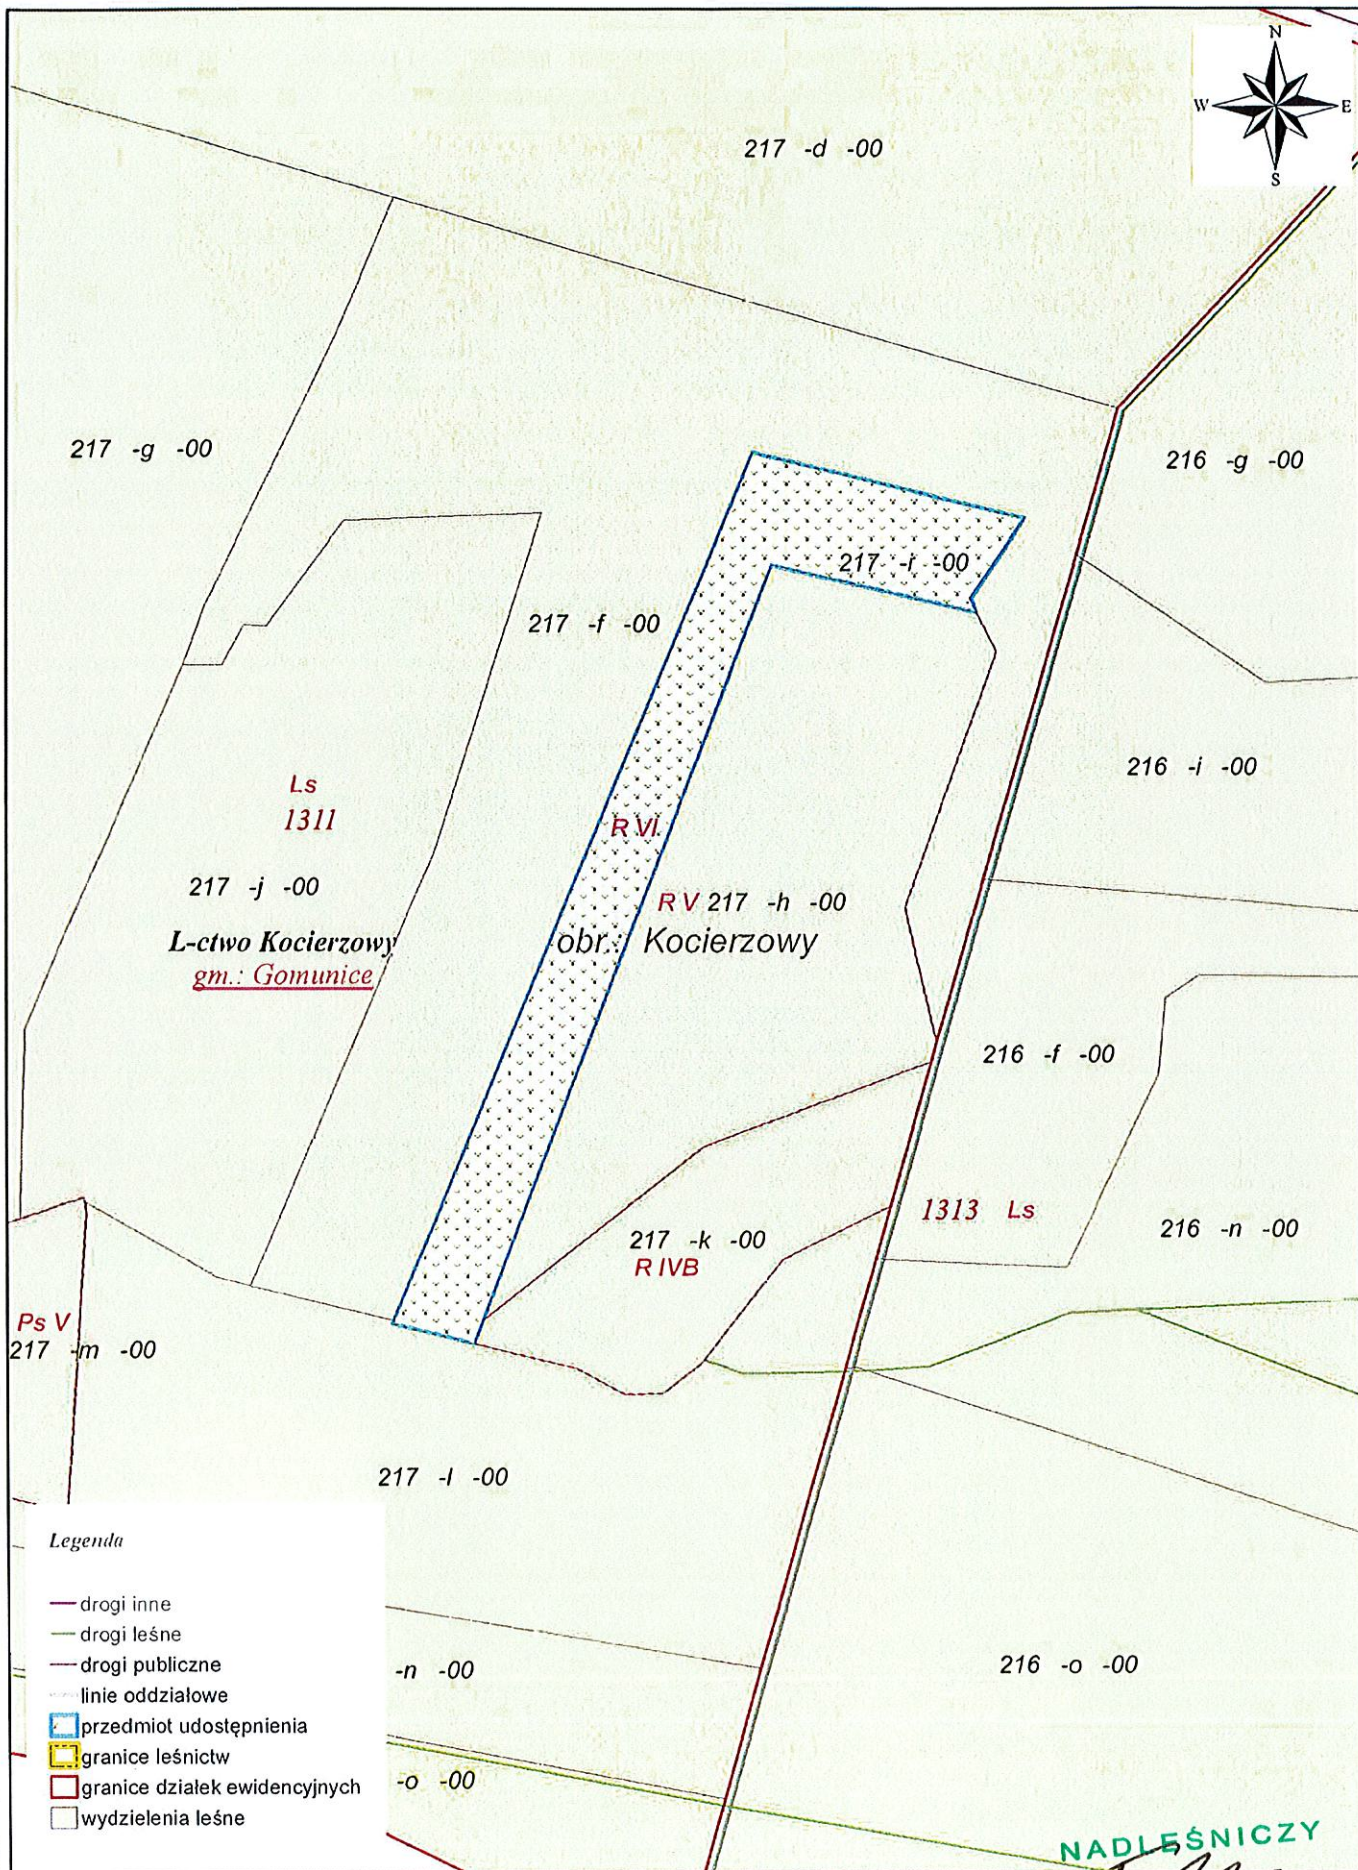 N
W E
S
217 -d -00
217 -g -00
216 -g -00
217 -i -00
217 -f -00
216 -i -00
Ls
1311
R VI
217 -j -00
R V 217 -h -00
L-ctwo Kocierzowy
obr.: Kocierzowy
gm.: Gomunice
216 -f -00
1313 Ls
217 -k -00
R IVB
216 -n -00
Ps V
217 -m -00
217 -l -00
Legenda
drogi inne
drogi leśne
drogi publiczne
linie oddziałowe
przedmiot udostępnienia
granice leśnictw
granice działek ewidencyjnych
wydzielenia leśne
-n -00
216 -o -00
-o -00
NADLEŚNICZY